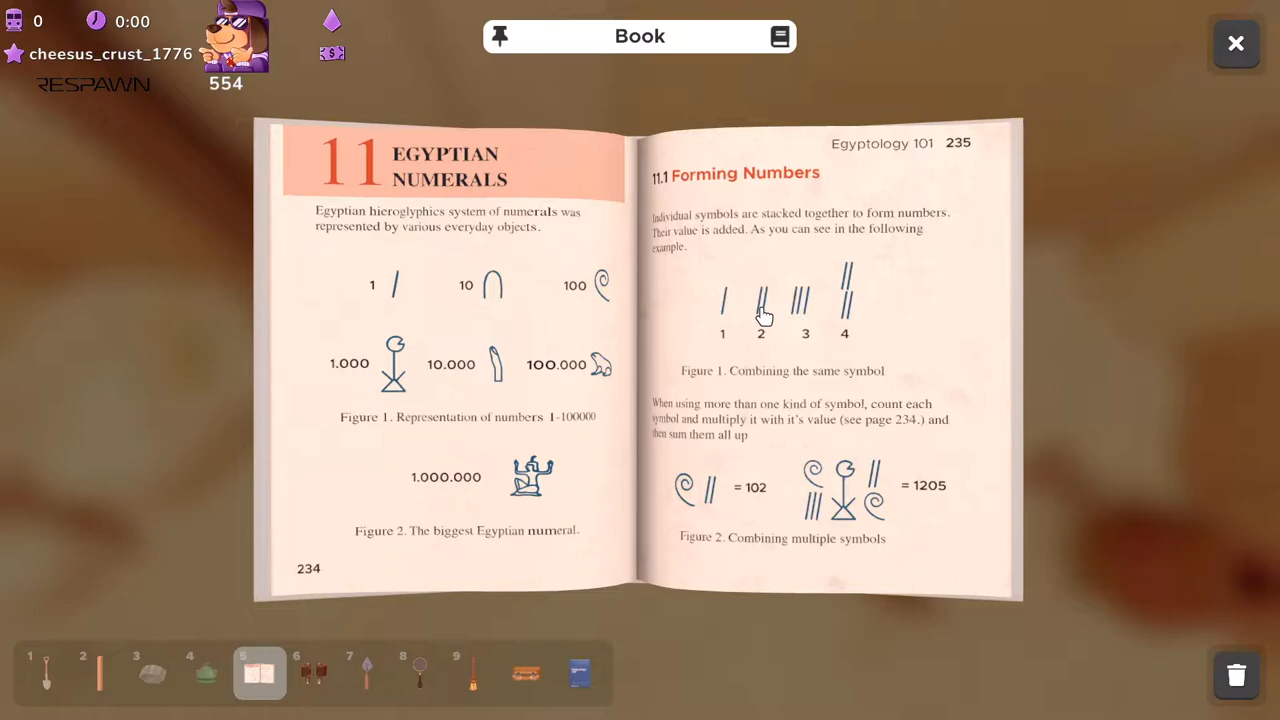 0
0:00
cheesus_crust_1776
RESPAWN
554
Book
11 EGYPTIAN
NUMERALS
Egyptian hieroglyphics system of numerals was
represented by various everyday objects.
1 10 100
1.000 10.000 100.000
Figure 1. Representation of numbers 1-100000
1.000.000
Figure 2. The biggest Egyptian numeral.
234
Egyptology 101 235
11.1 Forming Numbers
Individual symbols are stacked together to form numbers.
Their value is added. As you can see in the following
example.
1 2 3 4
Figure 1. Combining the same symbol
When using more than one kind of symbol, count each
symbol and multiply it with it's value (see page 234.) and
then sum them all up
= 102 = 1205
Figure 2. Combining multiple symbols
1 2 3 4 5 6 7 8 9